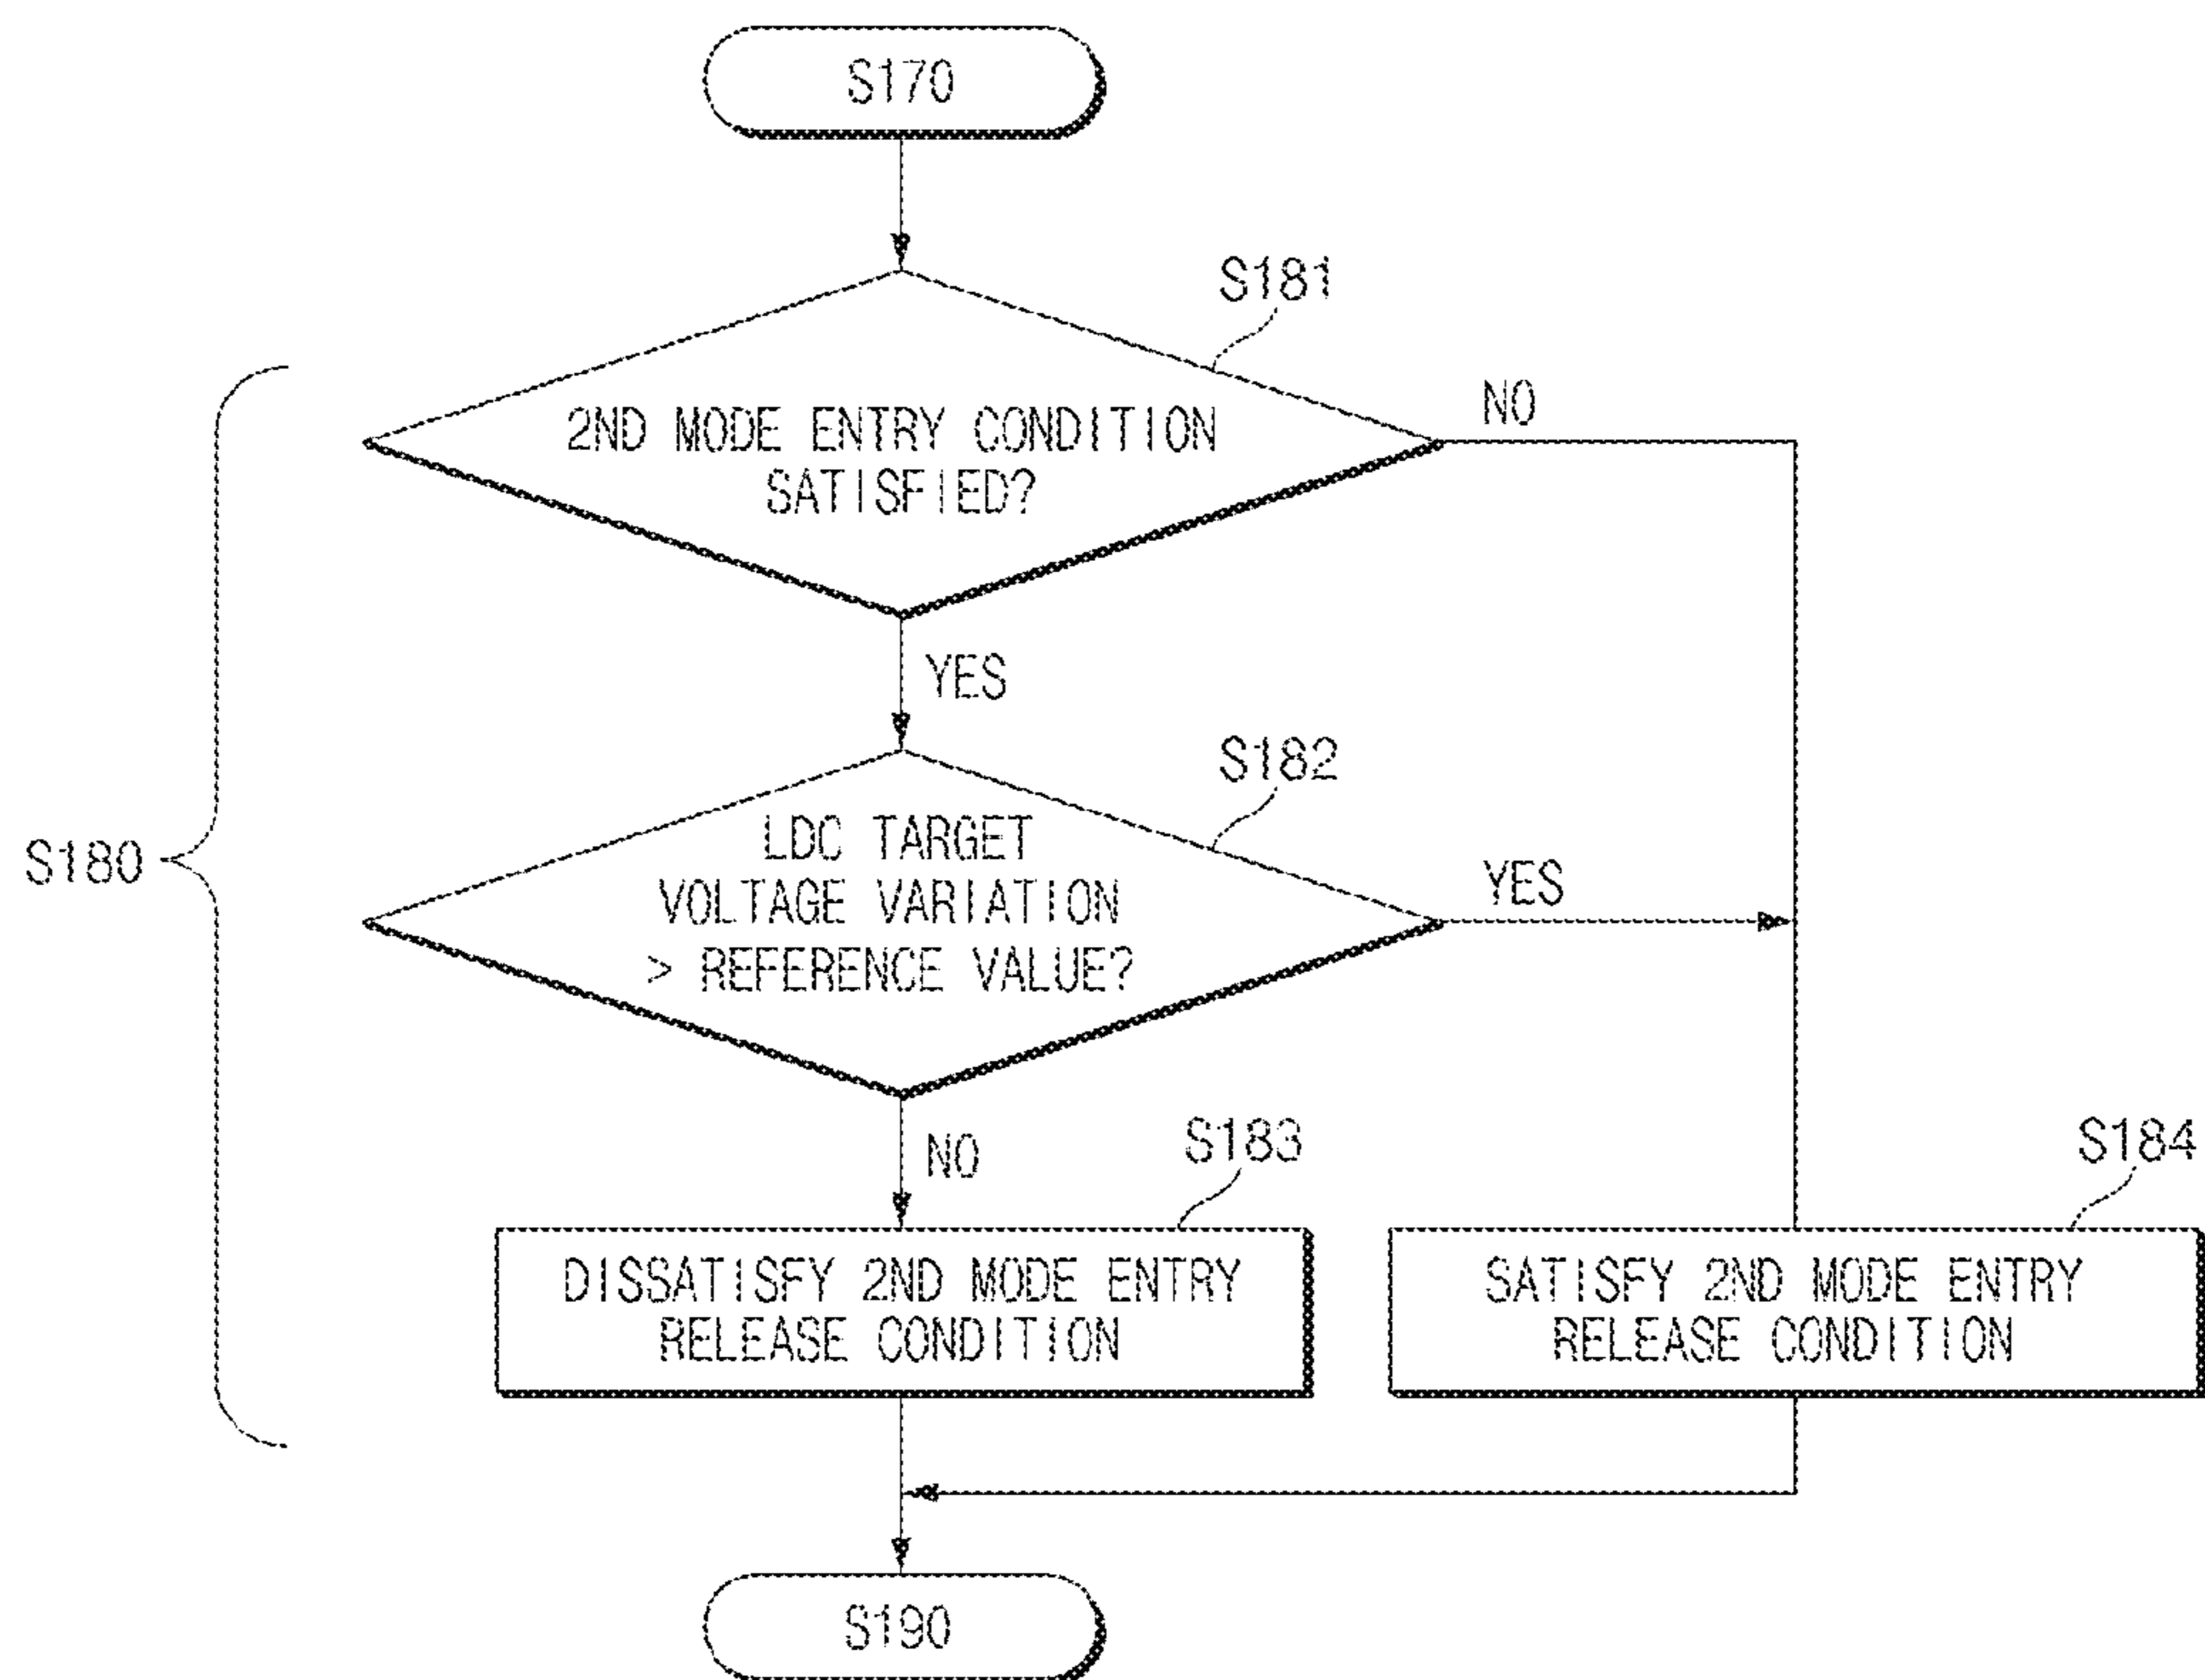 S170
S181
2ND MODE ENTRY CONDITION
SATISFIED?
NO
YES
S182
LDC TARGET
VOLTAGE VARIATION
> REFERENCE VALUE?
YES
S180
NO
S183
S184
DISSATISFY 2ND MODE ENTRY
RELEASE CONDITION
SATISFY 2ND MODE ENTRY
RELEASE CONDITION
S190